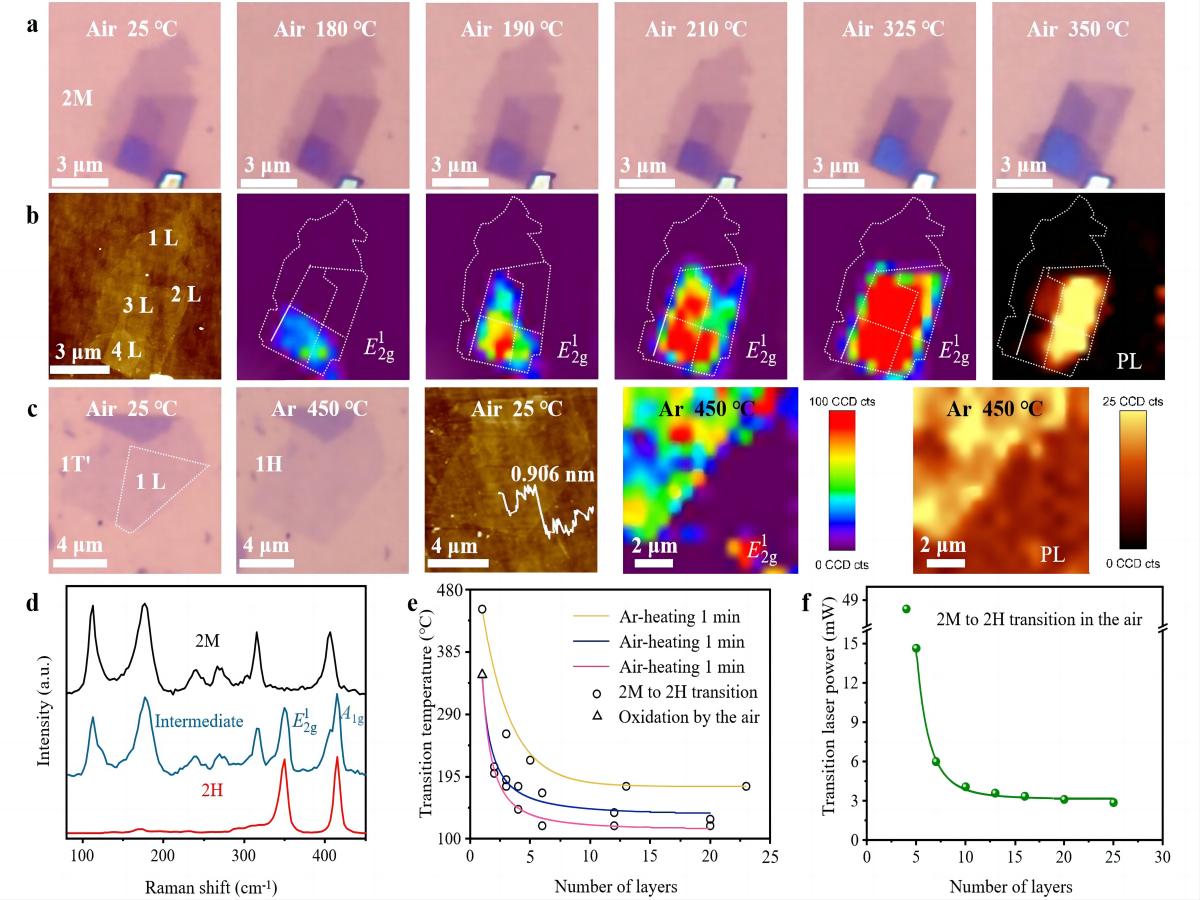 a
Air 25 ℃
Air 180 ℃
Air 190 ℃
Air 210 ℃
Air 325 ℃
Air 350 ℃
2M
3 μm
3 μm
3 μm
3 μm
3 μm
3 μm
b
1 L
2 L
3 L
4 L
3 μm
E¹₂g
E¹₂g
E¹₂g
E¹₂g
PL
c
Air 25 ℃
1T'
1 L
4 μm
Ar 450 ℃
1H
4 μm
Air 25 ℃
0.906 nm
4 μm
Ar 450 ℃
2 μm
E¹₂g
100 CCD cts
0 CCD cts
Ar 450 ℃
2 μm
PL
25 CCD cts
0 CCD cts
d
Intensity (a.u.)
2M
Intermediate
E¹₂g
A₁g
2H
100 200 300 400
Raman shift (cm⁻¹)
e
Transition temperature (°C)
480
385
290
195
100
Ar-heating 1 min
Air-heating 1 min
Air-heating 1 min
2M to 2H transition
Oxidation by the air
0 5 10 15 20 25
Number of layers
f
Transition laser power (mW)
49
15
12
9
6
3
0
2M to 2H transition in the air
0 5 10 15 20 25 30
Number of layers